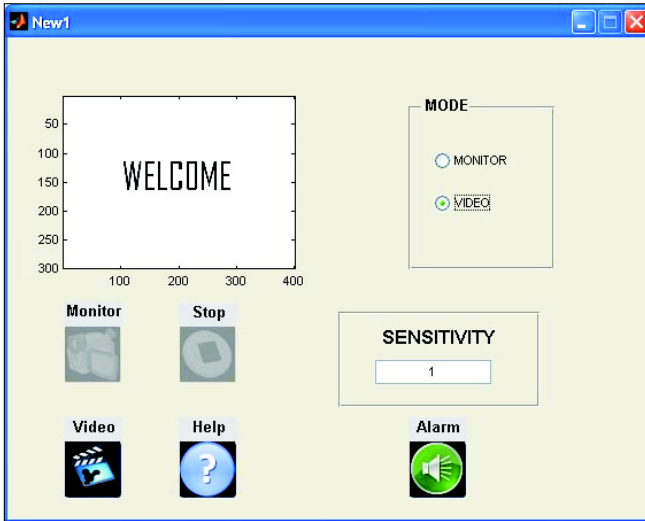 New1
50
100
150
200
250
300
WELCOME
100 200 300 400
MODE
MONITOR
VIDEO
Monitor Stop
SENSITIVITY
1
Video Help Alarm
?